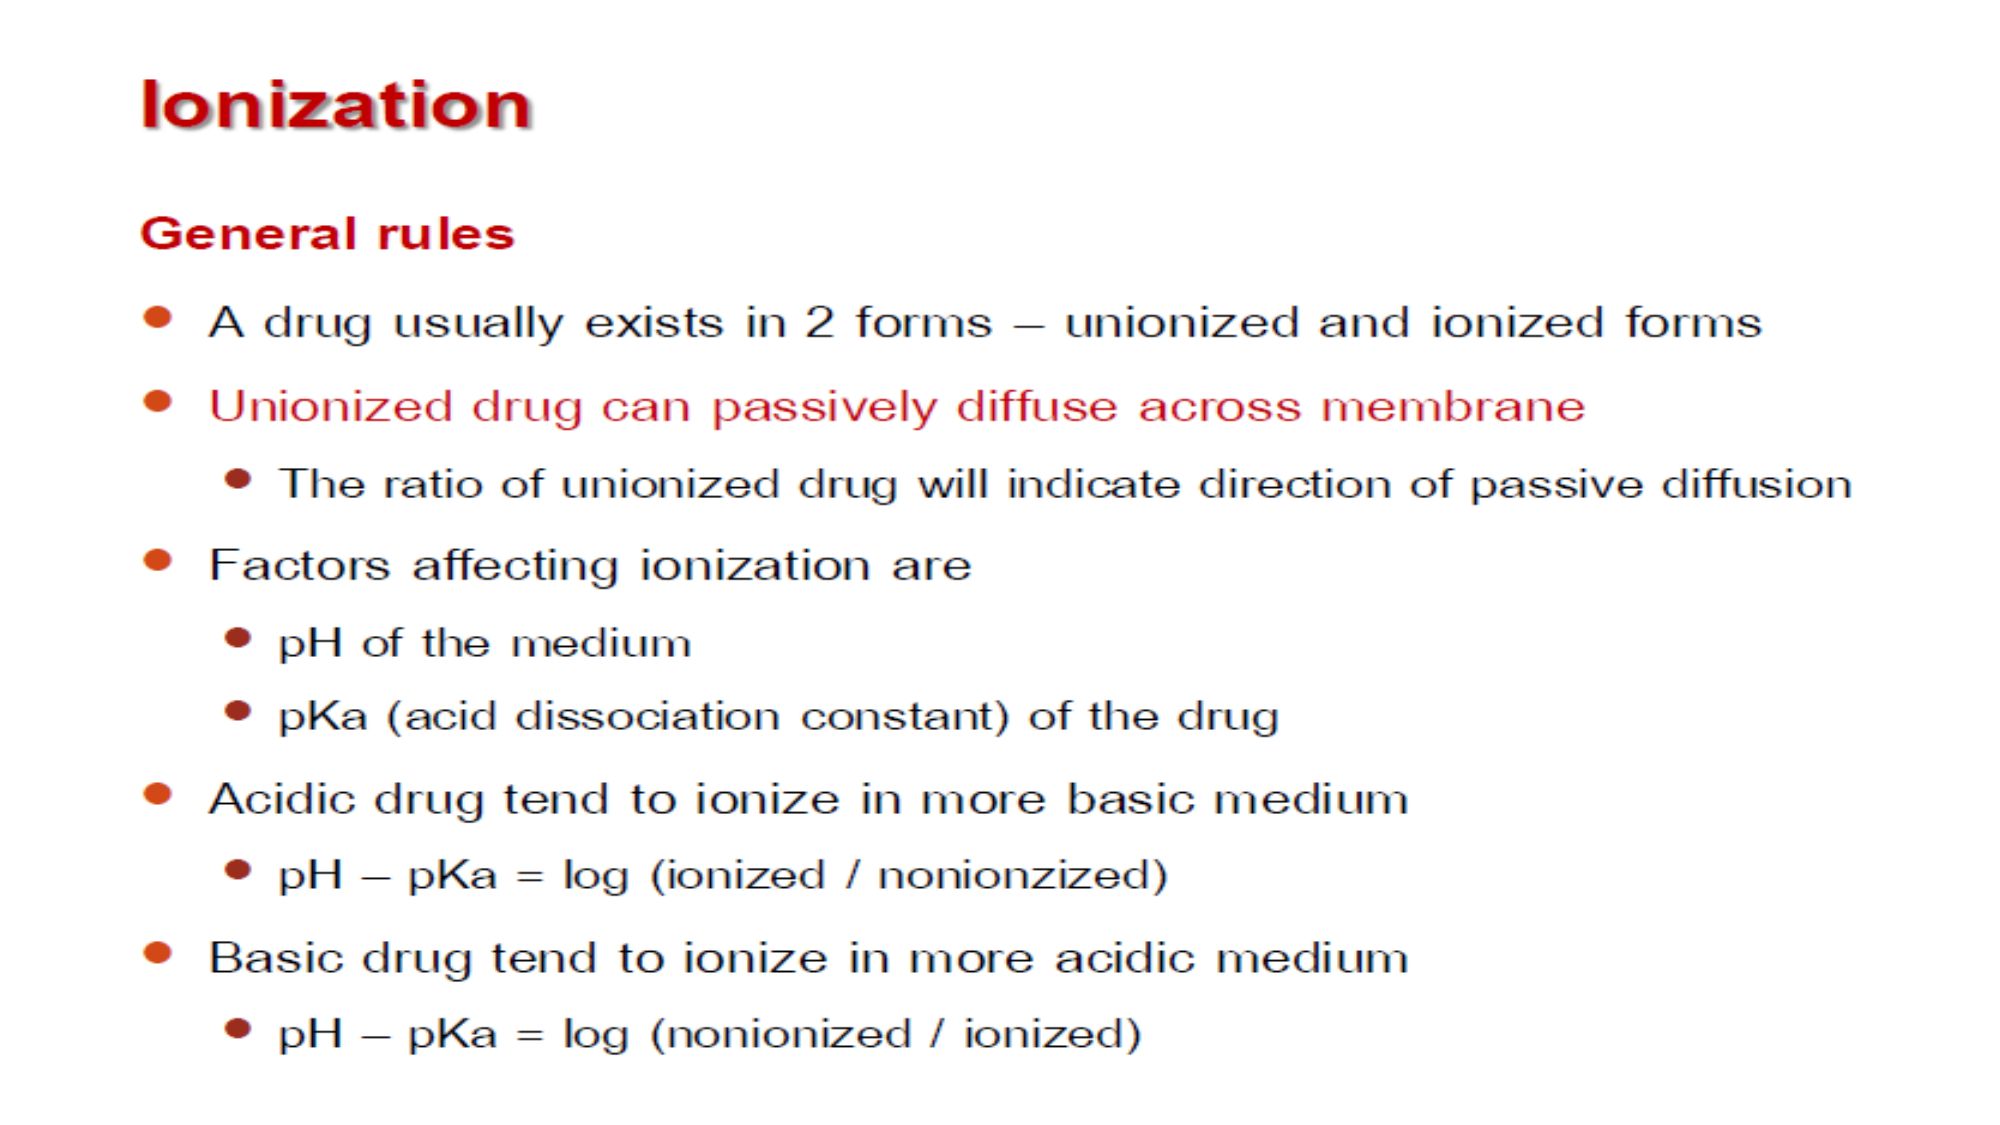 Ionization
General rules
A drug usually exists in 2 forms – unionized and ionized forms
Unionized drug can passively diffuse across membrane
The ratio of unionized drug will indicate direction of passive diffusion
Factors affecting ionization are
pH of the medium
pKa (acid dissociation constant) of the drug
Acidic drug tend to ionize in more basic medium
pH – pKa = log (ionized / nonionzized)
Basic drug tend to ionize in more acidic medium
pH – pKa = log (nonionized / ionized)